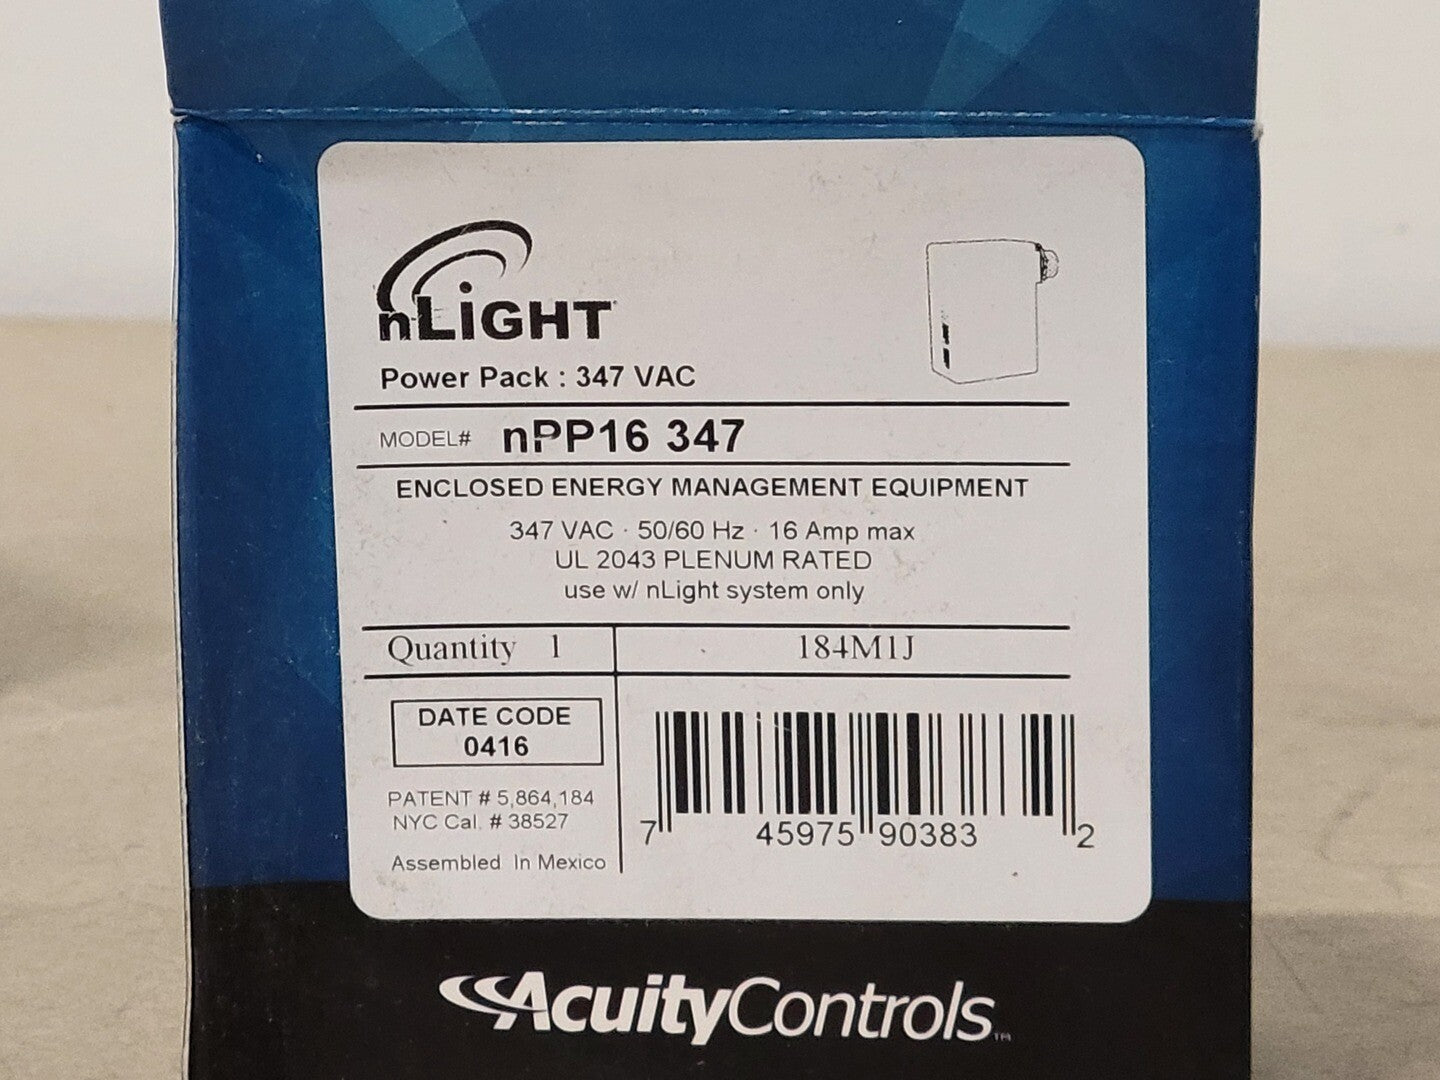 nLIGHT
Power Pack : 347 VAC
MODEL# nPP16 347
ENCLOSED ENERGY MANAGEMENT EQUIPMENT
347 VAC · 50/60 Hz · 16 Amp max
UL 2043 PLENUM RATED
use w/ nLight system only
Quantity 1 184M1J
DATE CODE
0416
PATENT # 5,864,184
NYC Cal. # 38527
Assembled In Mexico
7 45975 90383 2
AcuityControls™